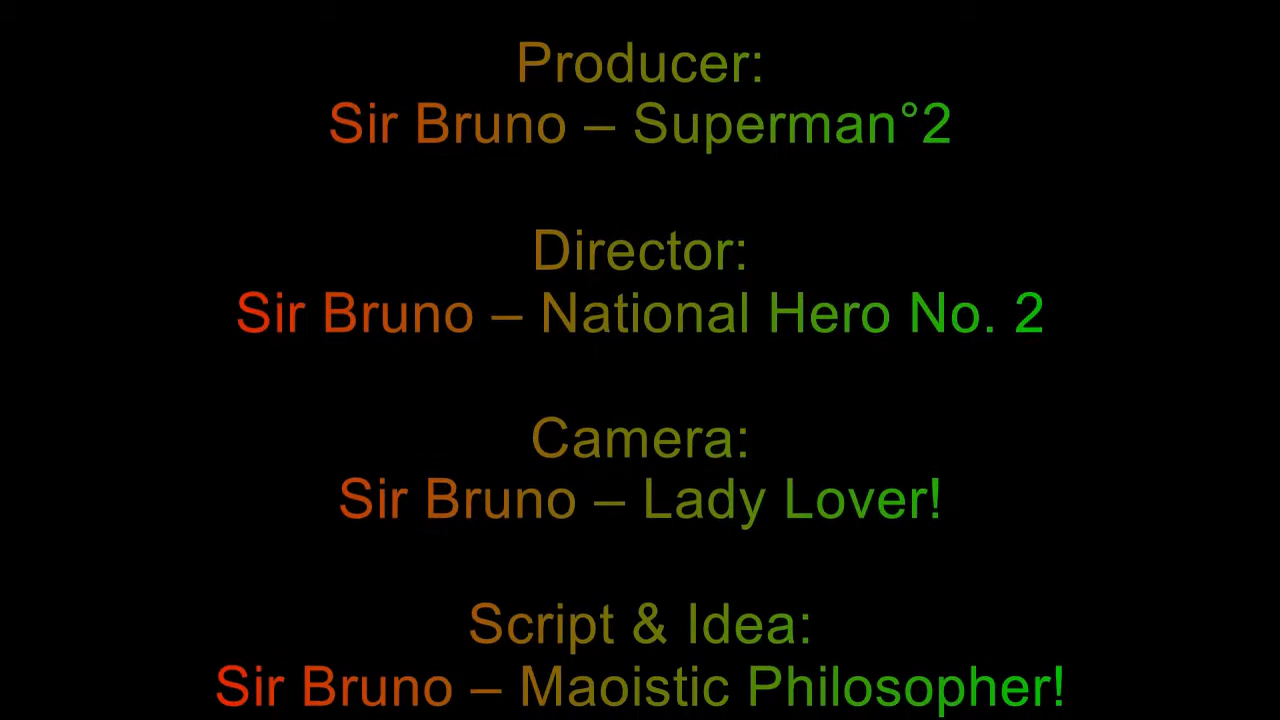 Producer:
Sir Bruno – Superman°2
Director:
Sir Bruno – National Hero No. 2
Camera:
Sir Bruno – Lady Lover!
Script & Idea:
Sir Bruno – Maoistic Philosopher!